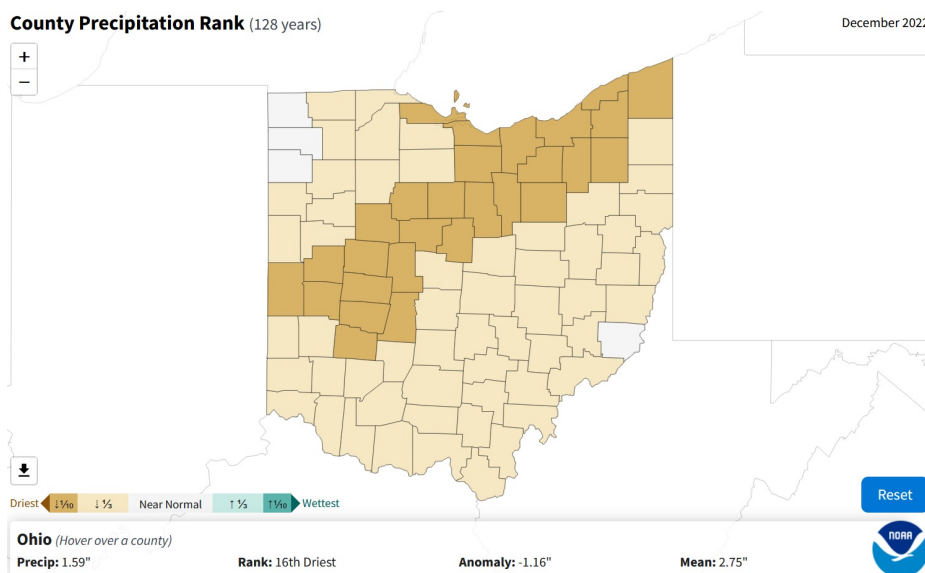 County Precipitation Rank (128 years)
December 2022
+
−
Driest ↓⅒ ↓⅓ Near Normal ↑⅓ ↑⅒ Wettest
Reset
Ohio (Hover over a county)
Precip: 1.59" Rank: 16th Driest Anomaly: -1.16" Mean: 2.75"
NOAA